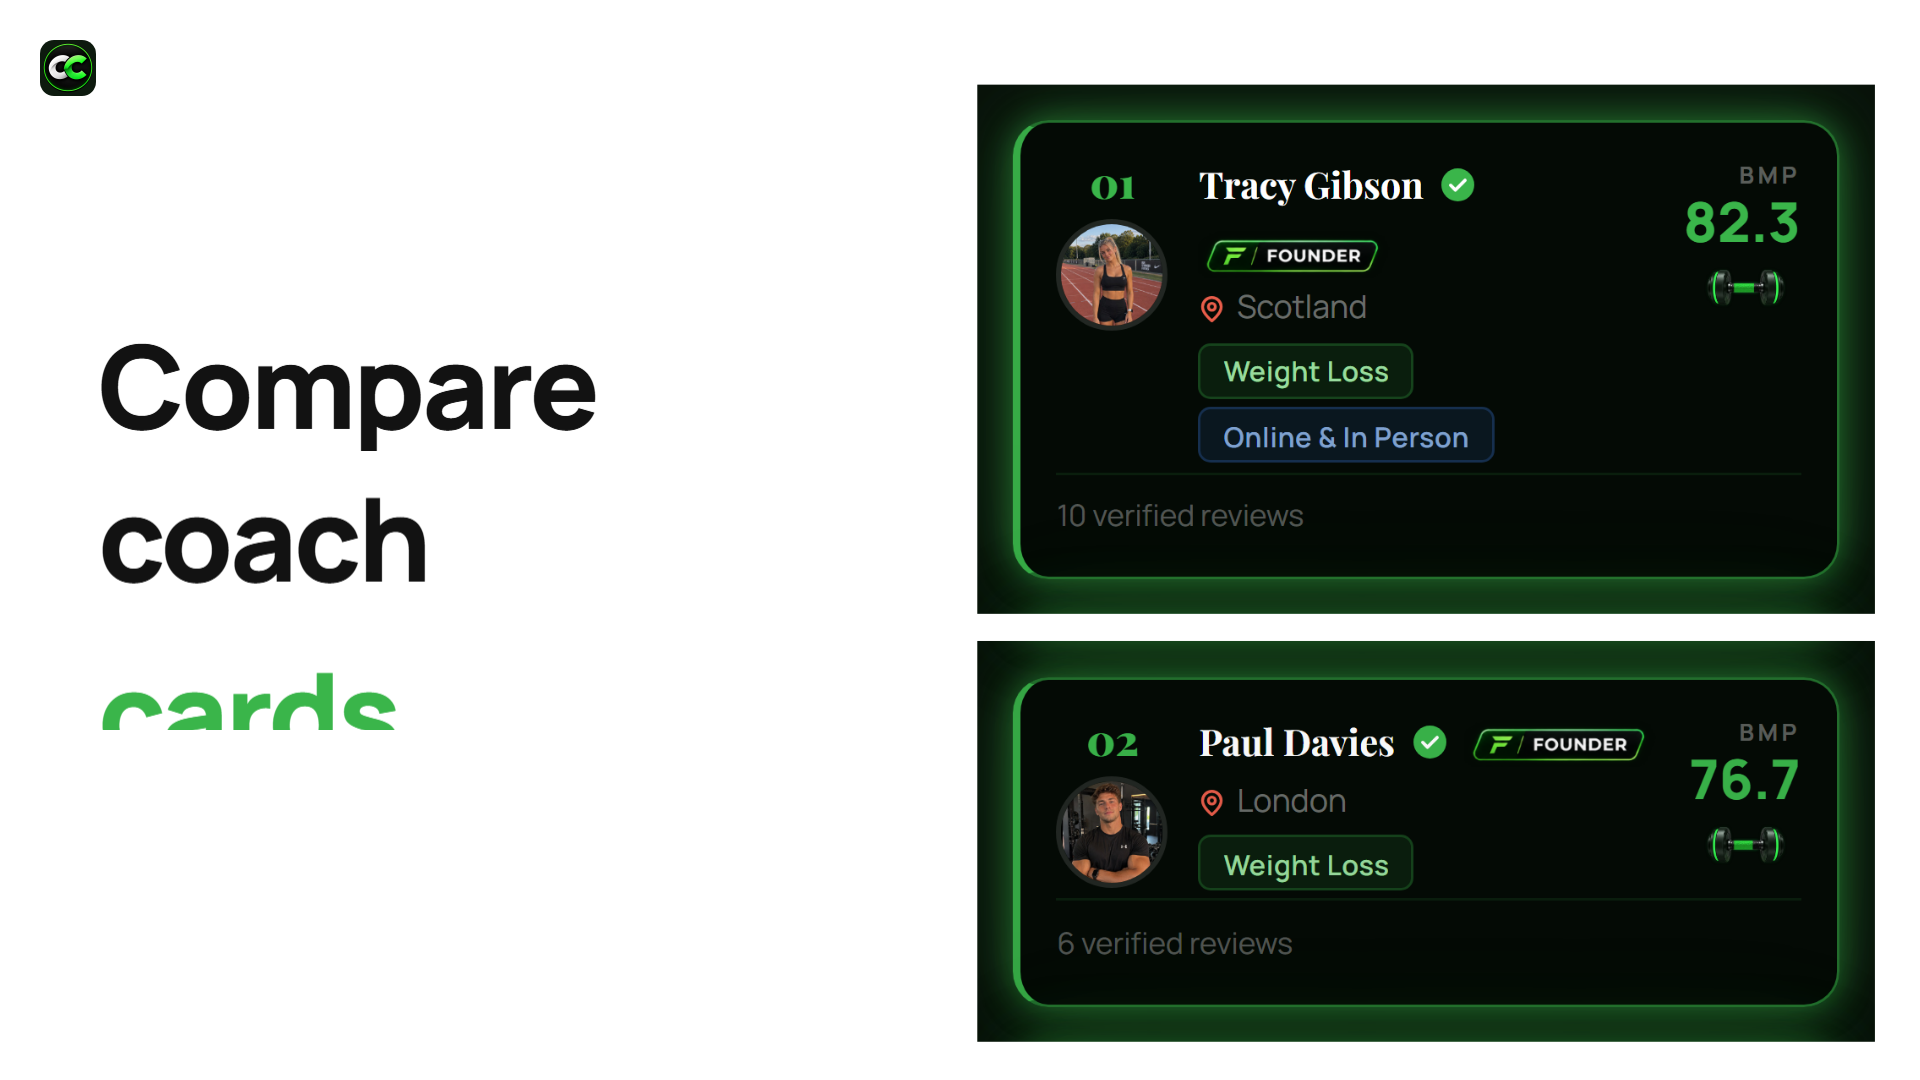 CC
Compare
coach
cards
01
Tracy Gibson
F / FOUNDER
Scotland
Weight Loss
Online & In Person
10 verified reviews
BMP
82.3
02
Paul Davies
F / FOUNDER
London
Weight Loss
6 verified reviews
BMP
76.7